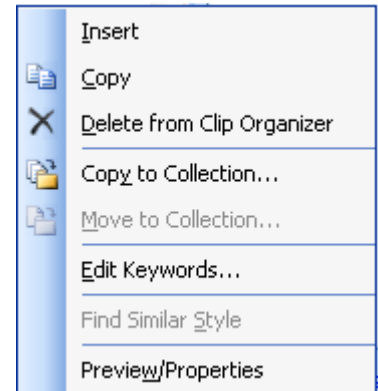 Insert
Copy
Delete from Clip Organizer
Copy to Collection...
Move to Collection...
Edit Keywords...
Find Similar Style
Preview/Properties